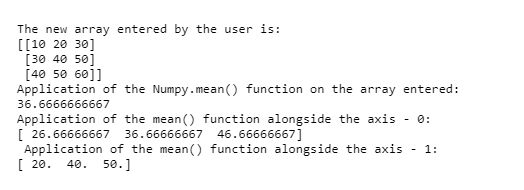 The new array entered by the user is:
[[10 20 30]
 [30 40 50]
 [40 50 60]]
Application of the Numpy.mean() function on the array entered:
36.6666666667
Application of the mean() function alongside the axis - 0:
[ 26.66666667  36.66666667  46.66666667]
 Application of the mean() function alongside the axis - 1:
[ 20.  40.  50.]